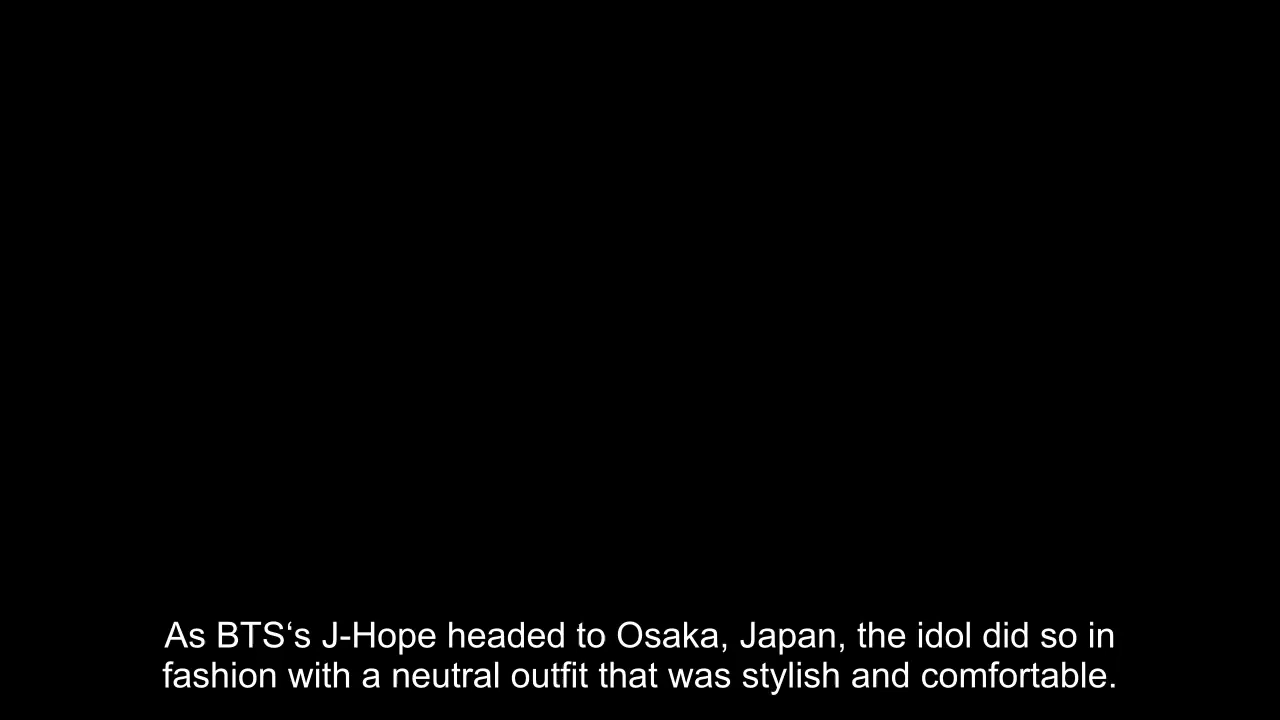 As BTS‘s J-Hope headed to Osaka, Japan, the idol did so in
fashion with a neutral outfit that was stylish and comfortable.